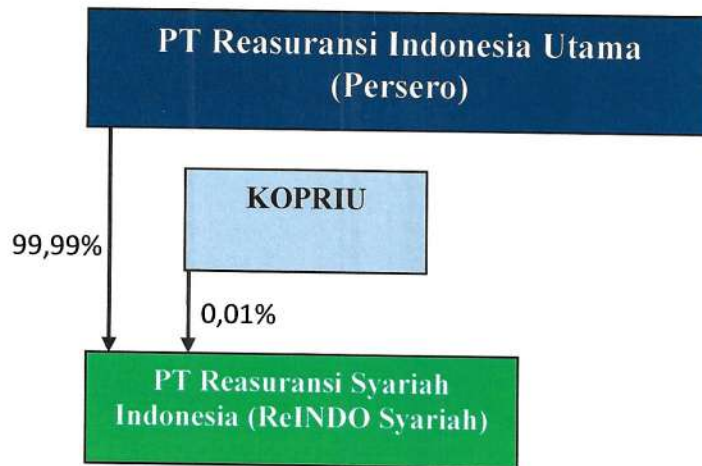 PT Reasuransi Indonesia Utama
(Persero)
KOPRIU
99,99%
0,01%
PT Reasuransi Syariah
Indonesia (ReINDO Syariah)